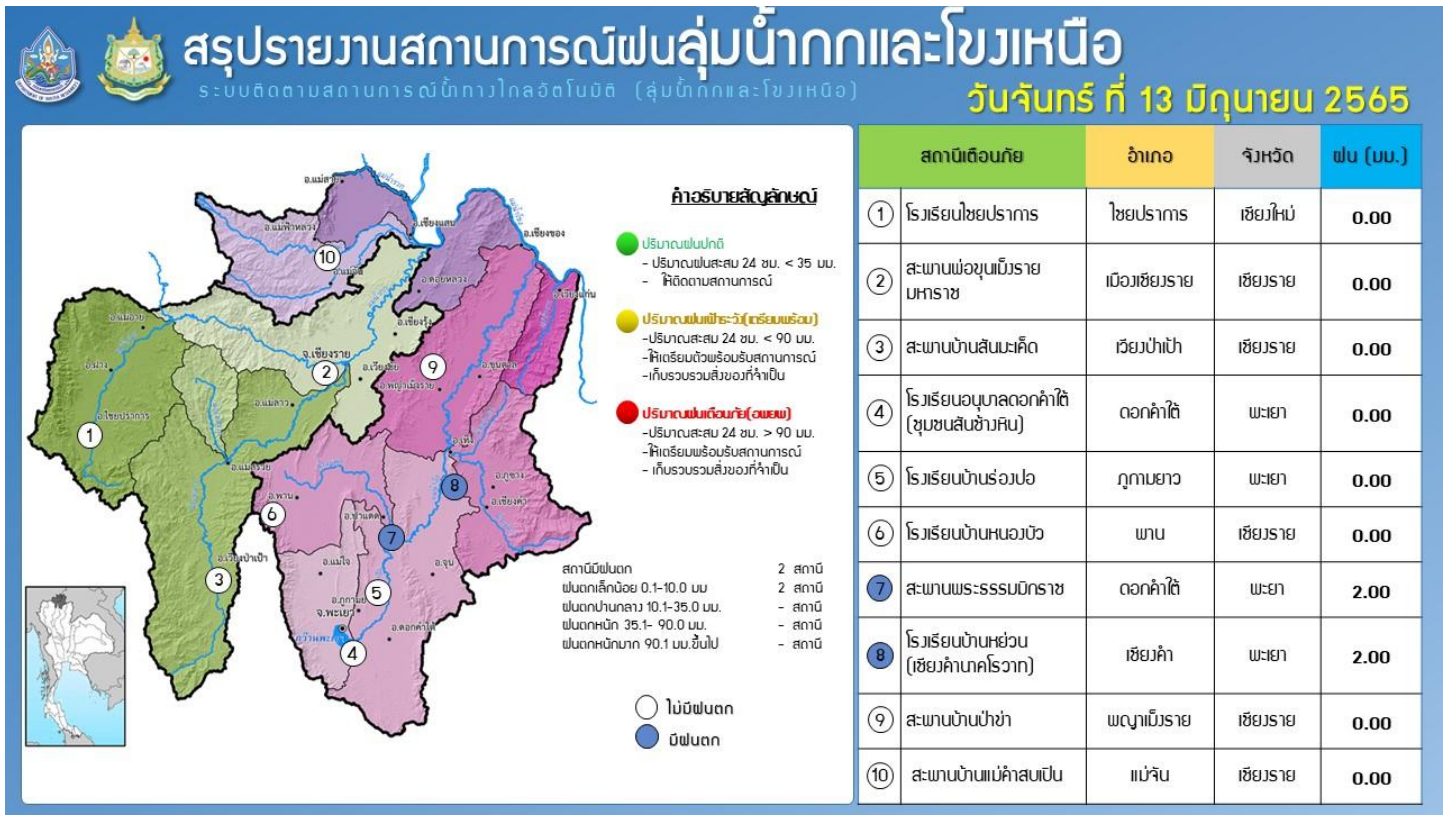 สรุปรายงานสถานการณ์ฝนลุ่มน้ำกกและโขงเหนือ
ระบบติดตามสถานการณ์น้ำทางไกลอัตโนมัติ (ลุ่มน้ำกกและโขงเหนือ)
วันจันทร์ ที่ 13 มิถุนายน 2565
อ.แม่สาย
อ.แม่ฟ้าหลวง
อ.เชียงแสน
อ.เชียงของ
10
อ.ดอยหลวง
อ.เวียงแก่น
อ.แม่อาย
อ.เชียงรุ้ง
จ.เชียงราย
2
9
อ.ฝาง
อ.พญาเม็งราย
อ.ขุนตาล
อ.แม่ลาว
อ.ไชยปราการ
1
อ.เทิง
อ.แม่สรวย
8
อ.ภูซาง
อ.เชียงคำ
อ.พาน
6
อ.ป่าแดด
7
อ.เวียงป่าเป้า
3
อ.แม่ใจ
อ.จุน
5
จ.พะเยา
อ.ดอกคำใต้
4
คำอธิบายสัญลักษณ์
ปริมาณฝนปกติ
- ปริมาณฝนสะสม 24 ชม. < 35 มม.
- ให้ติดตามสถานการณ์
ปริมาณฝนเฝ้าระวัง(เตรียมพร้อม)
-ปริมาณสะสม 24 ชม. < 90 มม.
-ให้เตรียมตัวพร้อมรับสถานการณ์
-เก็บรวบรวมสิ่งของที่จำเป็น
ปริมาณฝนเตือนภัย(อพยพ)
-ปริมาณสะสม 24 ชม. > 90 มม.
-ให้เตรียมพร้อมรับสถานการณ์
- เก็บรวบรวมสิ่งของที่จำเป็น
สถานีมีฝนตก 2 สถานี
ฝนตกเล็กน้อย 0.1-10.0 มม 2 สถานี
ฝนตกปานกลาง 10.1-35.0 มม. - สถานี
ฝนตกหนัก 35.1- 90.0 มม. - สถานี
ฝนตกหนักมาก 90.1 มม.ขึ้นไป - สถานี
ไม่มีฝนตก
มีฝนตก
สถานีเตือนภัย อำเภอ จังหวัด ฝน (มม.)
1 โรงเรียนไชยปราการ ไชยปราการ เชียงใหม่ 0.00
2 สะพานพ่อขุนเม็งราย
มหาราช เมืองเชียงราย เชียงราย 0.00
3 สะพานบ้านสันมะเค็ด เวียงป่าเป้า เชียงราย 0.00
4 โรงเรียนอนุบาลดอกคำใต้
(ชุมชนสันช้างหิน) ดอกคำใต้ พะเยา 0.00
5 โรงเรียนบ้านร่องปอ ภูกามยาว พะเยา 0.00
6 โรงเรียนบ้านหนองบัว พาน เชียงราย 0.00
7 สะพานพระธรรมมิกราช ดอกคำใต้ พะยา 2.00
8 โรงเรียนบ้านหย่วน
(เชียงคำนาคโรวาท) เชียงคำ พะเยา 2.00
9 สะพานบ้านป่าข่า พญาเม็งราย เชียงราย 0.00
10 สะพานบ้านแม่คำสบเปิน แม่จัน เชียงราย 0.00